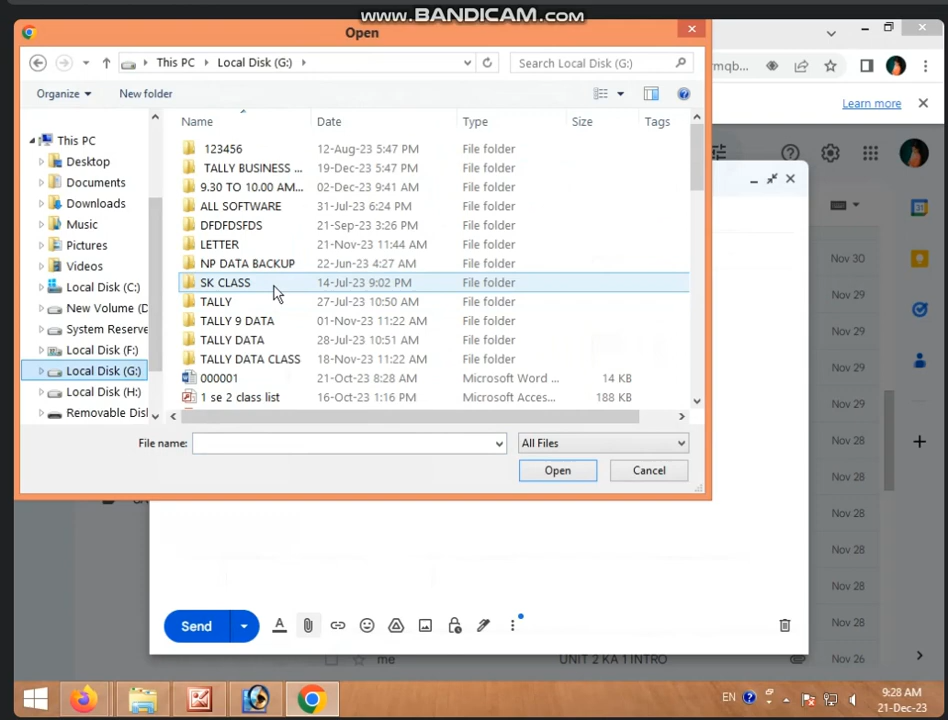 www.BANDICAM.com
Open
This PC Local Disk (G:) Search Local Disk (G:)
Organize New folder
Learn more
Name Date Type Size Tags
This PC
Desktop
Documents
Downloads
Music
Pictures
Videos
Local Disk (C:)
New Volume (D
System Reserve
Local Disk (F:)
Local Disk (G:)
Local Disk (H:)
Removable Disl
123456 12-Aug-23 5:47 PM File folder
TALLY BUSINESS ... 19-Dec-23 5:47 PM File folder
9.30 TO 10.00 AM... 02-Dec-23 9:41 AM File folder
ALL SOFTWARE 31-Jul-23 6:24 PM File folder
DFDFDSFDS 21-Sep-23 3:26 PM File folder
LETTER 21-Nov-23 11:44 AM File folder
NP DATA BACKUP 22-Jun-23 4:27 AM File folder
SK CLASS 14-Jul-23 9:02 PM File folder
TALLY 27-Jul-23 10:50 AM File folder
TALLY 9 DATA 01-Nov-23 11:22 AM File folder
TALLY DATA 28-Jul-23 10:51 AM File folder
TALLY DATA CLASS 18-Nov-23 11:22 AM File folder
000001 21-Oct-23 8:28 AM Microsoft Word ... 14 KB
1 se 2 class list 16-Oct-23 1:16 PM Microsoft Acces... 188 KB
File name: All Files
Open Cancel
Nov 30
Nov 29
Nov 29
Nov 29
Nov 29
Nov 28
Nov 28
Nov 28
Nov 28
Nov 28
Nov 28
Send
me UNIT 2 KA 1 INTRO Nov 26
EN 9:28 AM
21-Dec-23